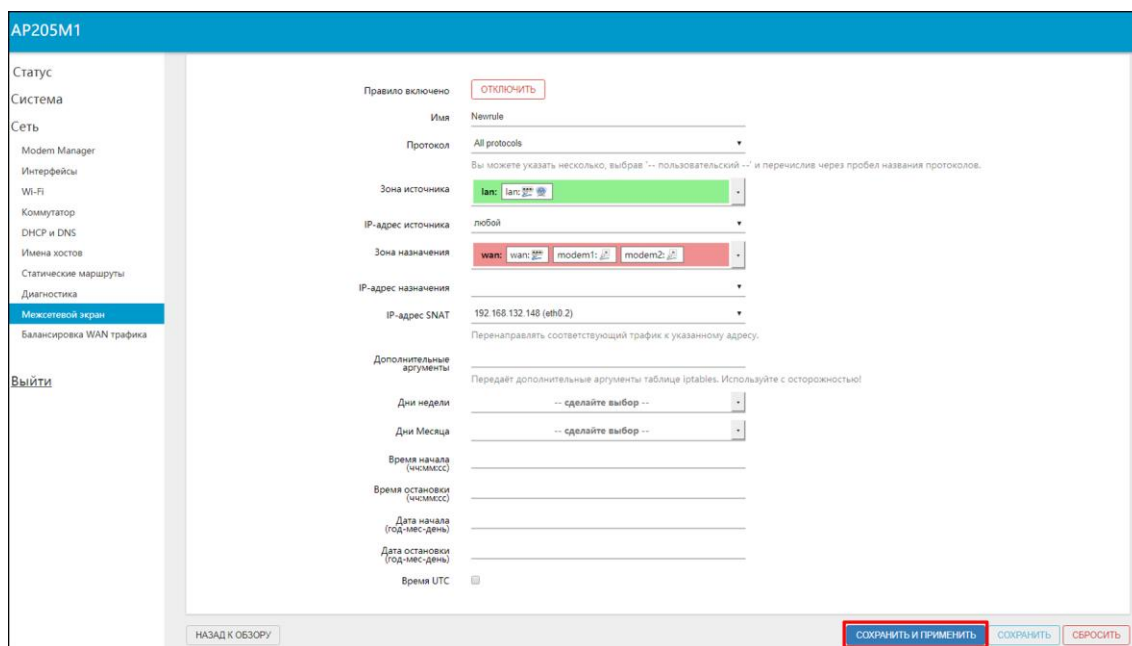 AP205M1
Статус
Система
Сеть
Modem Manager
Интерфейсы
Wi-Fi
Коммутатор
DHCP и DNS
Имена хостов
Статические маршруты
Диагностика
Межсетевой экран
Балансировка WAN трафика
Выйти
Правило включено ОТКЛЮЧИТЬ
Имя Newrule
Протокол All protocols
Вы можете указать несколько, выбрав '-- пользовательский --' и перечислив через пробел названия протоколов.
Зона источника lan: lan:
IP-адрес источника любой
Зона назначения wan: wan: modem1: modem2:
IP-адрес назначения
IP-адрес SNAT 192.168.132.148 (eth0.2)
Перенаправлять соответствующий трафик к указанному адресу.
Дополнительные
аргументы
Передаёт дополнительные аргументы таблице iptables. Используйте с осторожностью!
Дни недели -- сделайте выбор --
Дни Месяца -- сделайте выбор --
Время начала
(чч:мм:сс)
Время остановки
(чч:мм:сс)
Дата начала
(год-мес-день)
Дата остановки
(год-мес-день)
Время UTC
НАЗАД К ОБЗОРУ СОХРАНИТЬ И ПРИМЕНИТЬ СОХРАНИТЬ СБРОСИТЬ